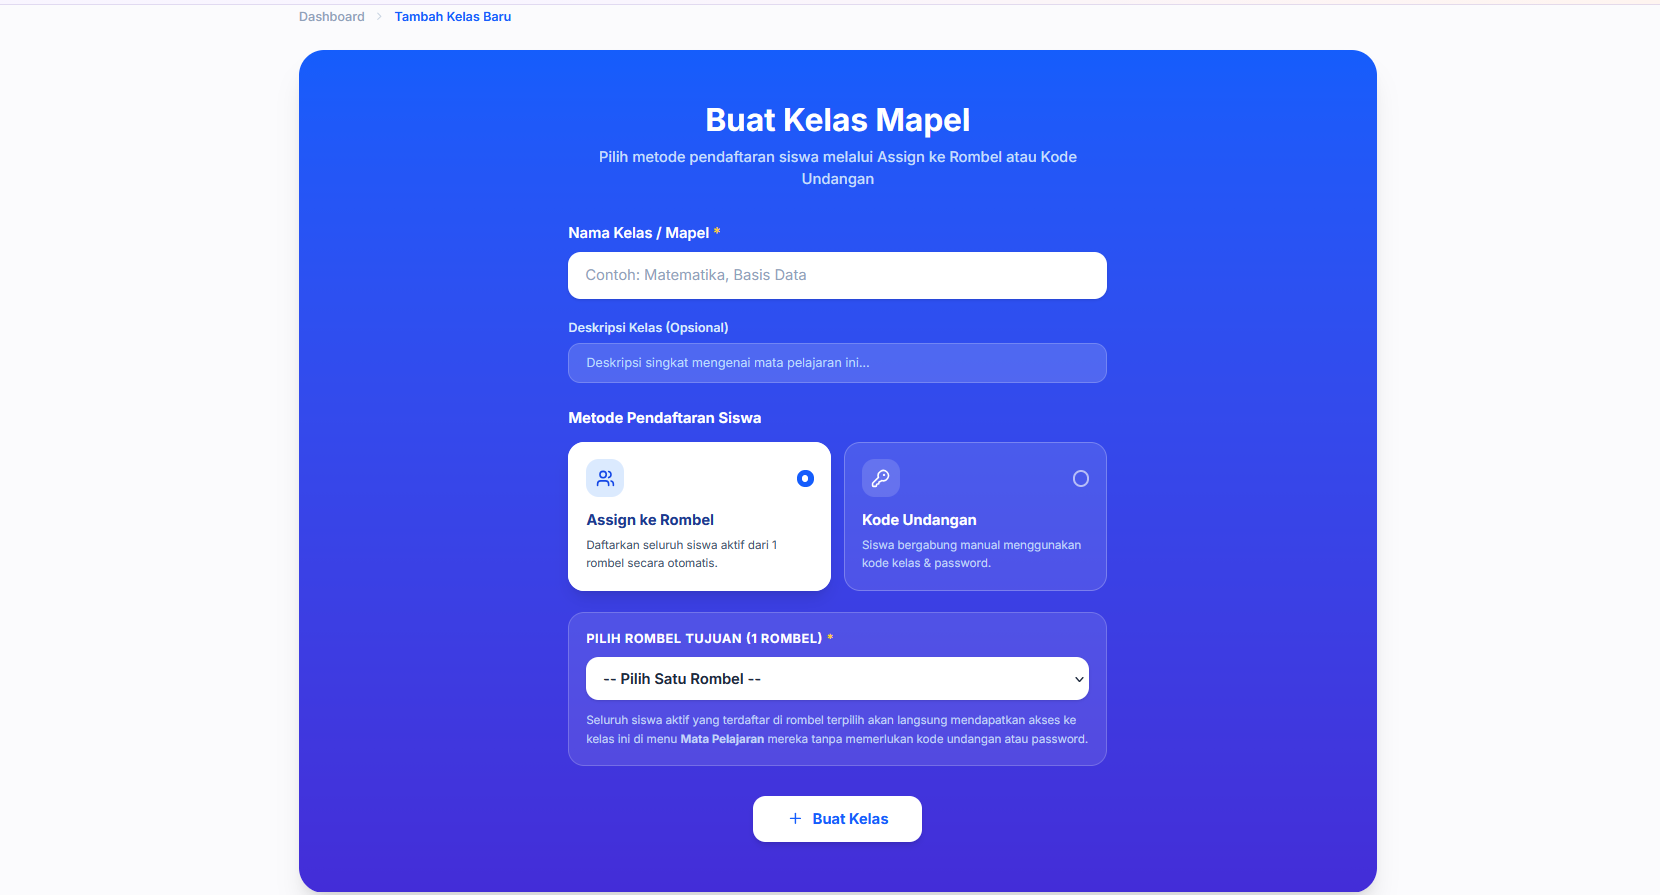 Dashboard > Tambah Kelas Baru
Buat Kelas Mapel
Pilih metode pendaftaran siswa melalui Assign ke Rombel atau Kode
Undangan
Nama Kelas / Mapel *
Contoh: Matematika, Basis Data
Deskripsi Kelas (Opsional)
Deskripsi singkat mengenai mata pelajaran ini...
Metode Pendaftaran Siswa
Assign ke Rombel
Daftarkan seluruh siswa aktif dari 1
rombel secara otomatis.
Kode Undangan
Siswa bergabung manual menggunakan
kode kelas & password.
PILIH ROMBEL TUJUAN (1 ROMBEL) *
-- Pilih Satu Rombel --
Seluruh siswa aktif yang terdaftar di rombel terpilih akan langsung mendapatkan akses ke
kelas ini di menu Mata Pelajaran mereka tanpa memerlukan kode undangan atau password.
+ Buat Kelas